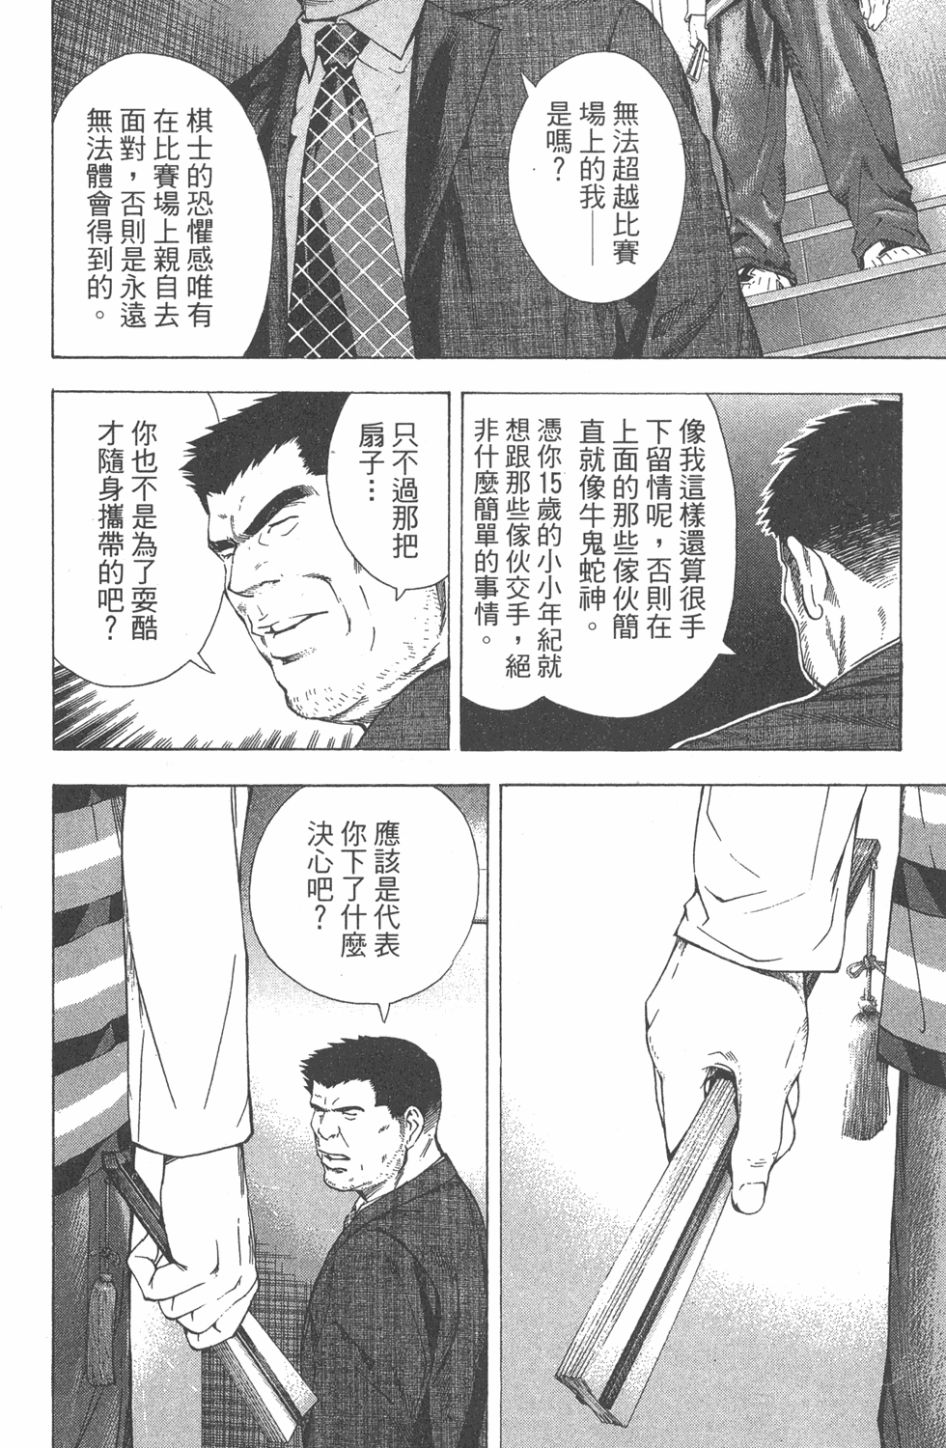 無法超越比賽
場上的我——
是嗎？
棋士的恐懼感唯有
在比賽場上親自去
面對，否則是永遠
無法體會得到的。
像我這樣還算很手
下留情呢，否則在
上面的那些傢伙簡
直就像牛鬼蛇神。
憑你15歲的小小年紀就
想跟那些傢伙交手，絕
非什麼簡單的事情。
只不過那把
扇子…
你也不是為了耍酷
才隨身攜帶的吧？
應該是代表
你下了什麼
決心吧？